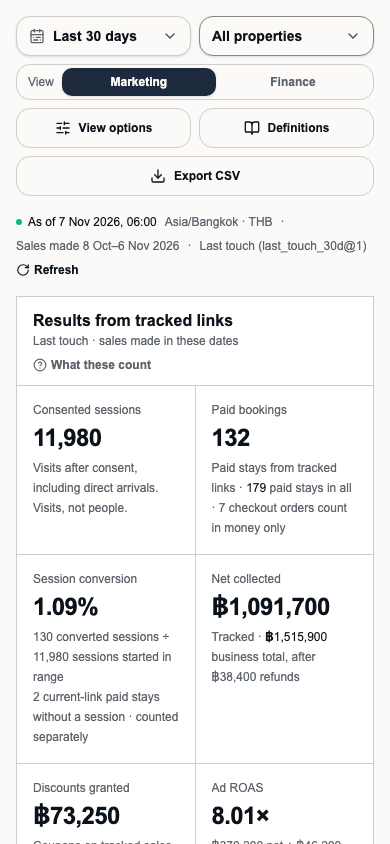 Last 30 days
All properties
View
Marketing
Finance
View options
Definitions
Export CSV
As of 7 Nov 2026, 06:00 Asia/Bangkok · THB ·
Sales made 8 Oct–6 Nov 2026 · Last touch (last_touch_30d@1)
Refresh
Results from tracked links
Last touch · sales made in these dates
What these count
Consented sessions
11,980
Visits after consent,
including direct arrivals.
Visits, not people.
Paid bookings
132
Paid stays from tracked
links · 179 paid stays in all
· 7 checkout orders count
in money only
Session conversion
1.09%
130 converted sessions ÷
11,980 sessions started in
range
2 current-link paid stays
without a session · counted
separately
Net collected
฿1,091,700
Tracked · ฿1,515,900
business total, after
฿38,400 refunds
Discounts granted
฿73,250
Ad ROAS
8.01×